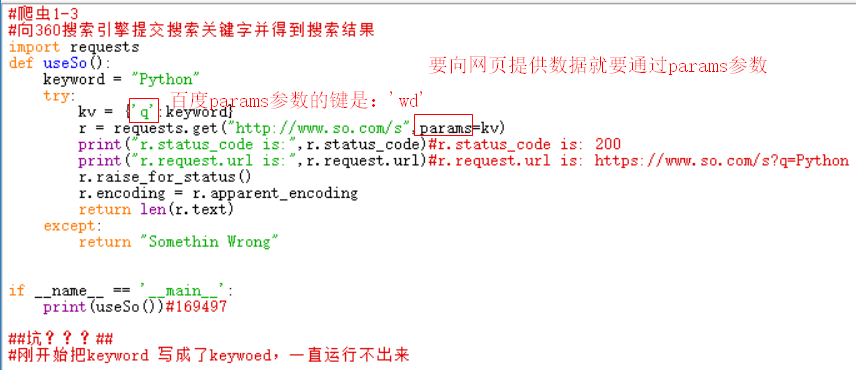 #爬虫1-3
#向360搜索引擎提交搜索关键字并得到搜索结果
import requests
def useSo():
要向网页提供数据就要通过params参数
keyword = "Python"
try:
百度params参数的键是：'wd'
kv = {'q':keyword}
r = requests.get("http://www.so.com/s",params=kv)
print("r.status_code is:",r.status_code)#r.status_code is: 200
print("r.request.url is:",r.request.url)#r.request.url is: https://www.so.com/s?q=Python
r.raise_for_status()
r.encoding = r.apparent_encoding
return len(r.text)
except:
return "Somethin Wrong"
if __name__ == '__main__':
print(useSo())#169497
##坑？？？##
#刚开始把keyword 写成了keywoed，一直运行不出来